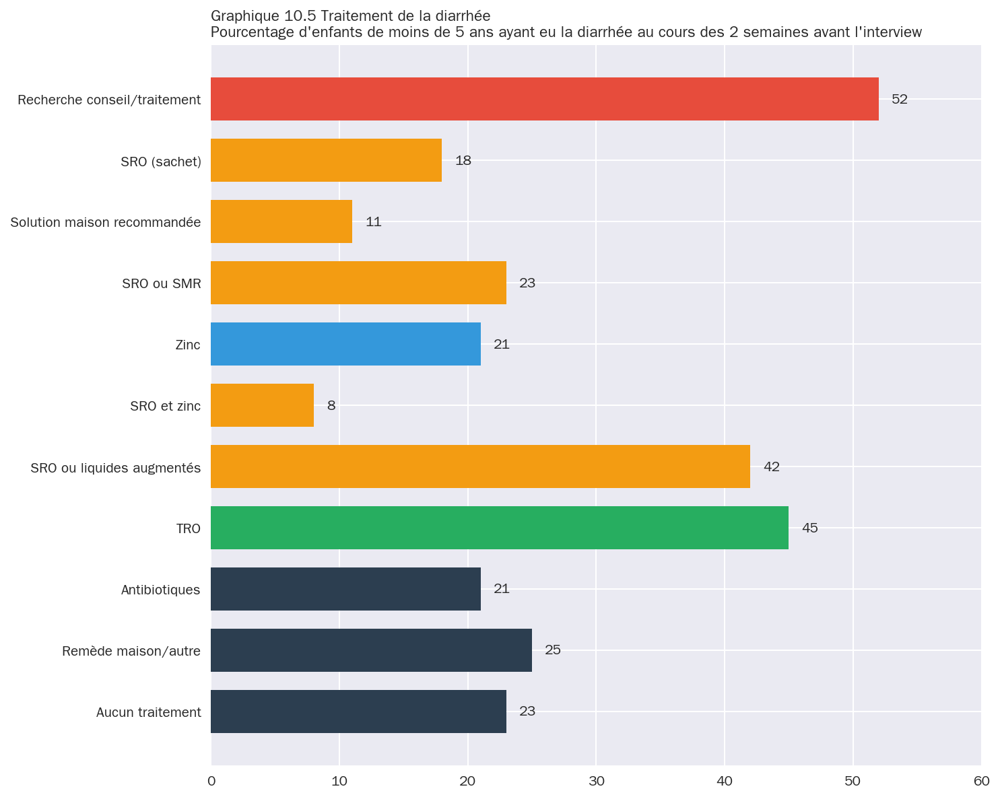 Graphique 10.5 Traitement de la diarrhée
Pourcentage d'enfants de moins de 5 ans ayant eu la diarrhée au cours des 2 semaines avant l'interview
Recherche conseil/traitement 52
SRO (sachet) 18
Solution maison recommandée 11
SRO ou SMR 23
Zinc 21
SRO et zinc 8
SRO ou liquides augmentés 42
TRO 45
Antibiotiques 21
Remède maison/autre 25
Aucun traitement 23
0 10 20 30 40 50 60